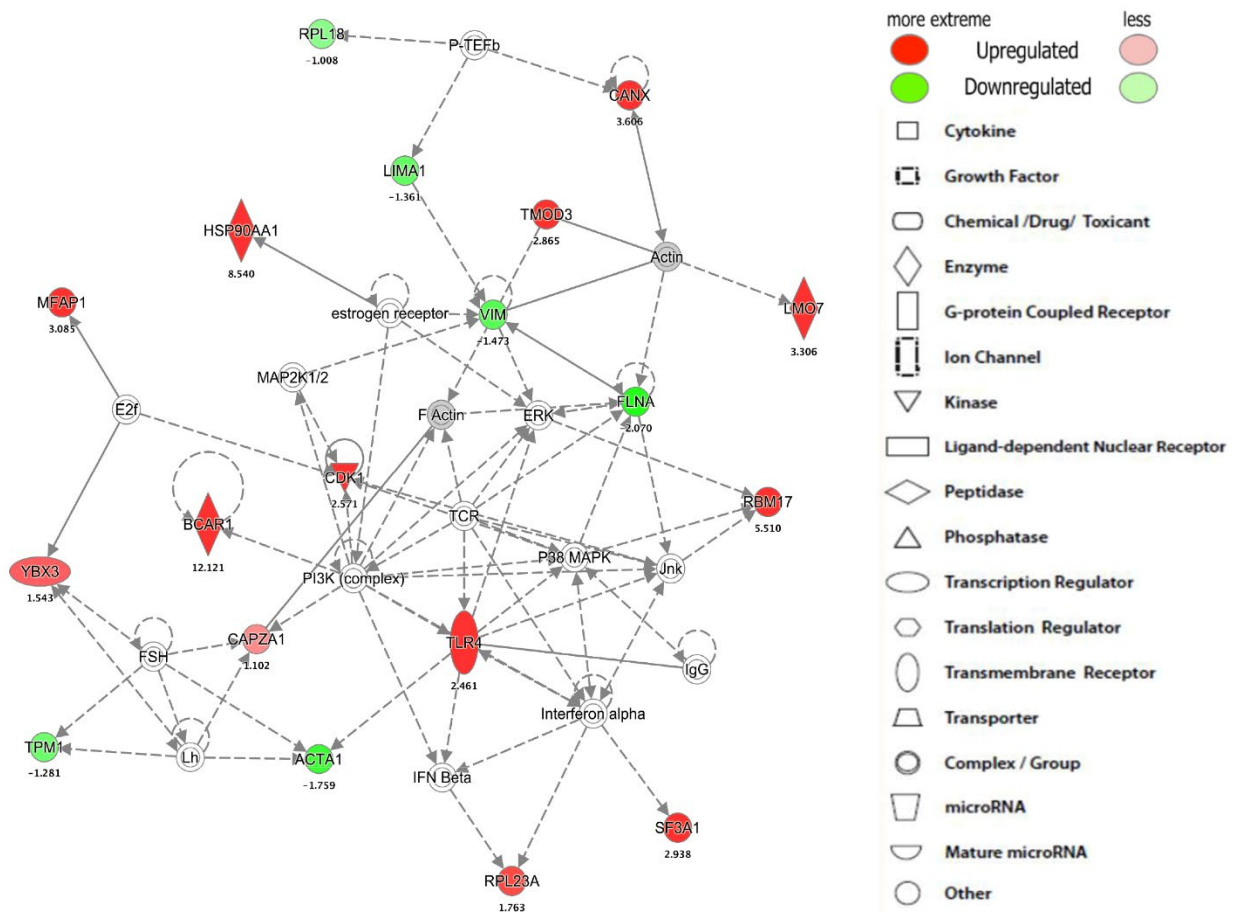 more extreme less
Upregulated
Downregulated
Cytokine
Growth Factor
Chemical /Drug/ Toxicant
Enzyme
G-protein Coupled Receptor
Ion Channel
Kinase
Ligand-dependent Nuclear Receptor
Peptidase
Phosphatase
Transcription Regulator
Translation Regulator
Transmembrane Receptor
Transporter
Complex / Group
microRNA
Mature microRNA
Other
RPL18
-1.008
P-TEFb
CANX
3.606
LIMA1
-1.361
HSP90AA1
8.540
TMOD3
2.865
Actin
LMO7
3.306
MFAP1
3.085
estrogen receptor
VIM
-1.473
MAP2K1/2
E2f
F Actin
ERK
FLNA
-2.070
CDK1
2.571
BCAR1
12.121
TCR
RBM17
5.510
YBX3
1.543
PI3K (complex)
P38 MAPK
Jnk
CAPZA1
1.102
FSH
TLR4
2.461
IgG
Interferon alpha
TPM1
-1.281
Lh
ACTA1
-1.759
IFN Beta
SF3A1
2.938
RPL23A
1.763